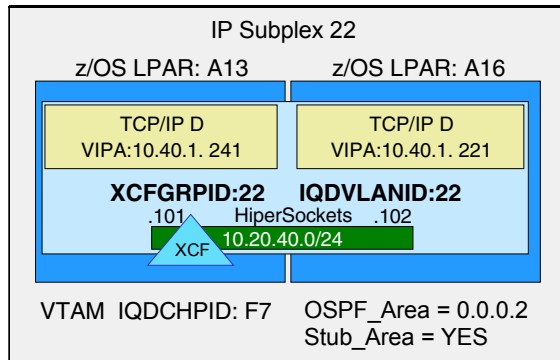 IP Subplex 22
z/OS LPAR: A13
z/OS LPAR: A16
TCP/IP D
VIPA:10.40.1. 241
TCP/IP D
VIPA:10.40.1. 221
XCFGRPID:22
IQDVLANID:22
.101
HiperSockets
.102
10.20.40.0/24
XCF
VTAM IQDCHPID: F7
OSPF_Area = 0.0.0.2
Stub_Area = YES